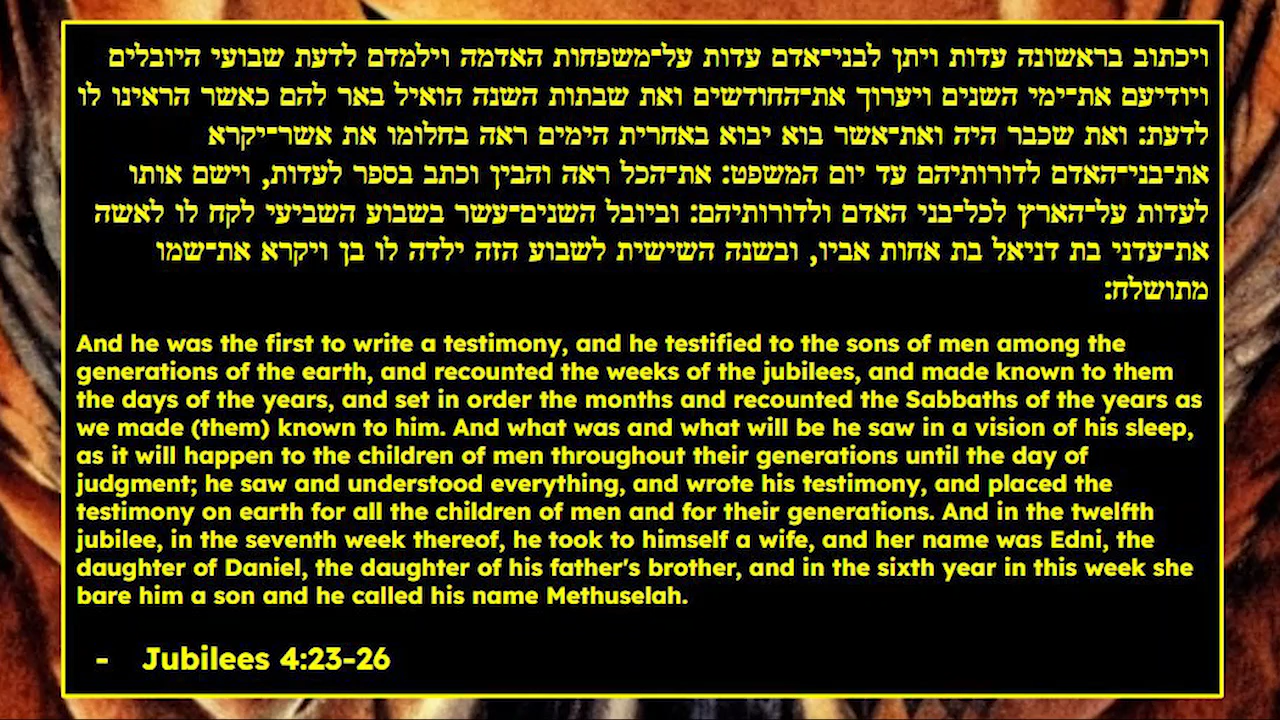 ויכתוב בראשונה עדות ויתן לבני־אדם עדות על־משפחות האדמה וילמדם לדעת שבועי היובלים
ויודיעם את־ימי השנים ויערוך את־החודשים ואת שבתות השנה הואיל באר להם כאשר הראינו לו
לדעת: ואת שכבר היה ואת־אשר בוא יבוא באחרית הימים ראה בחלומו את אשר־יקרא
את־בני־האדם לדורותיהם עד יום המשפט: את־הכל ראה והבין וכתב בספר לעדות, וישם אותו
לעדות על־הארץ לכל־בני האדם ולדורותיהם: וביובל השנים־עשר בשבוע השביעי לקח לו לאשה
את־עדני בת דניאל בת אחות אביו, ובשנה השישית לשבוע הזה ילדה לו בן ויקרא את־שמו
מתושלח:
And he was the first to write a testimony, and he testified to the sons of men among the
generations of the earth, and recounted the weeks of the jubilees, and made known to them
the days of the years, and set in order the months and recounted the Sabbaths of the years as
we made (them) known to him. And what was and what will be he saw in a vision of his sleep,
as it will happen to the children of men throughout their generations until the day of
judgment; he saw and understood everything, and wrote his testimony, and placed the
testimony on earth for all the children of men and for their generations. And in the twelfth
jubilee, in the seventh week thereof, he took to himself a wife, and her name was Edni, the
daughter of Daniel, the daughter of his father's brother, and in the sixth year in this week she
bare him a son and he called his name Methuselah.
- Jubilees 4:23-26